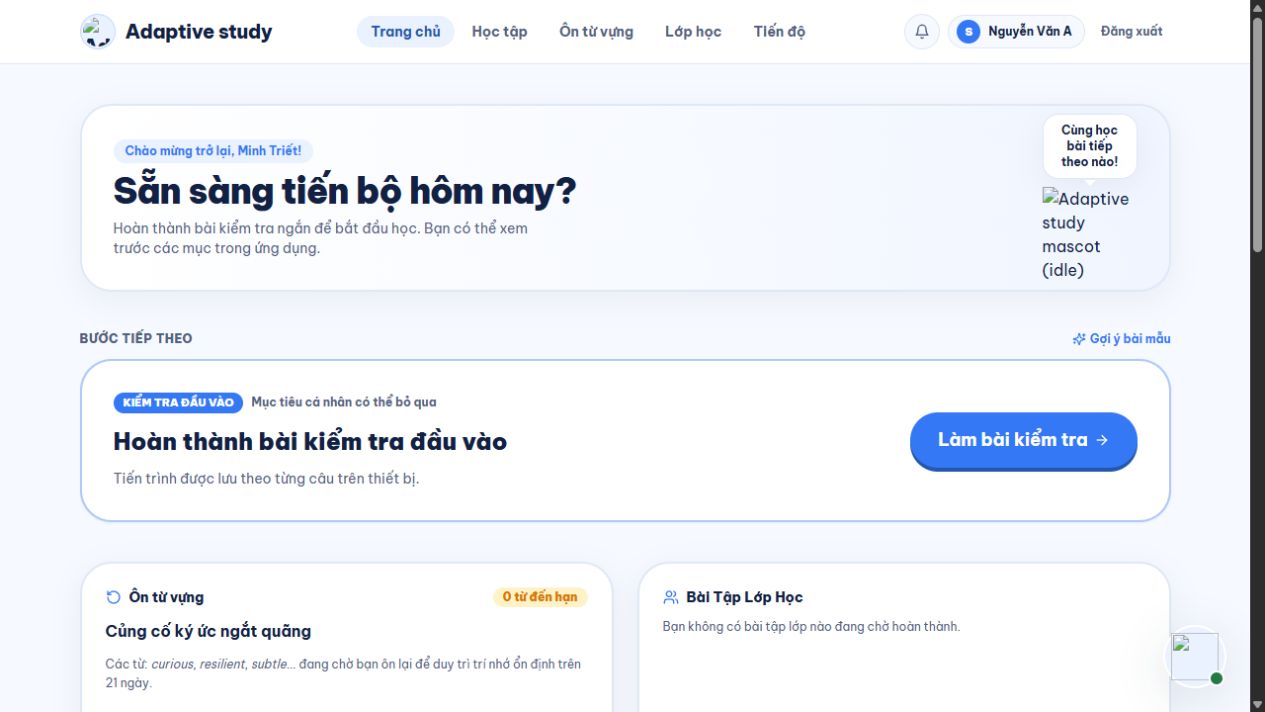 Adaptive study
Trang chủ
Học tập
Ôn từ vựng
Lớp học
Tiến độ
S
Nguyễn Văn A
Đăng xuất
Chào mừng trở lại, Minh Triết!
Sẵn sàng tiến bộ hôm nay?
Hoàn thành bài kiểm tra ngắn để bắt đầu học. Bạn có thể xem
trước các mục trong ứng dụng.
Cùng học
bài tiếp
theo nào!
Adaptive
study
mascot
(idle)
BƯỚC TIẾP THEO
Gợi ý bài mẫu
KIỂM TRA ĐẦU VÀO
Mục tiêu cá nhân có thể bỏ qua
Hoàn thành bài kiểm tra đầu vào
Tiến trình được lưu theo từng câu trên thiết bị.
Làm bài kiểm tra →
Ôn từ vựng
0 từ đến hạn
Củng cố ký ức ngắt quãng
Các từ: curious, resilient, subtle... đang chờ bạn ôn lại để duy trì trí nhớ ổn định trên
21 ngày.
Bài Tập Lớp Học
Bạn không có bài tập lớp nào đang chờ hoàn thành.